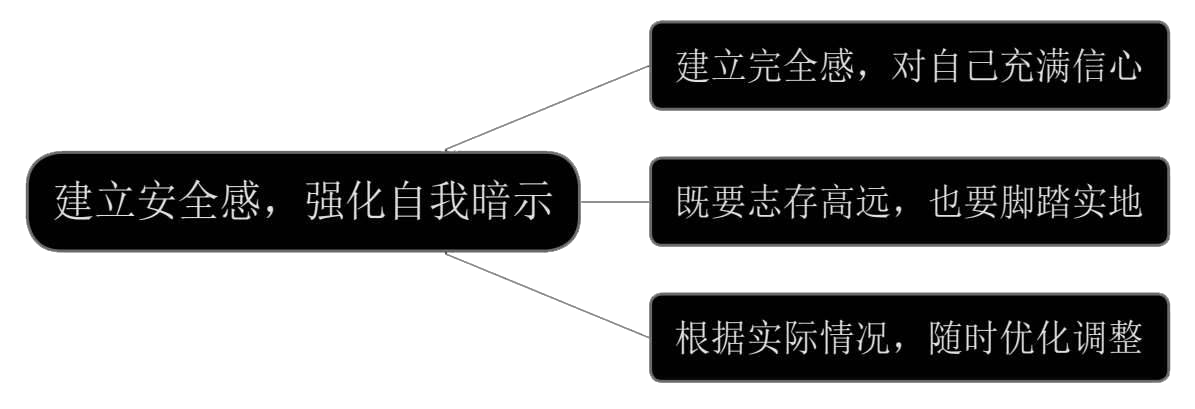 建立安全感，强化自我暗示
建立完全感，对自己充满信心
既要志存高远，也要脚踏实地
根据实际情况，随时优化调整